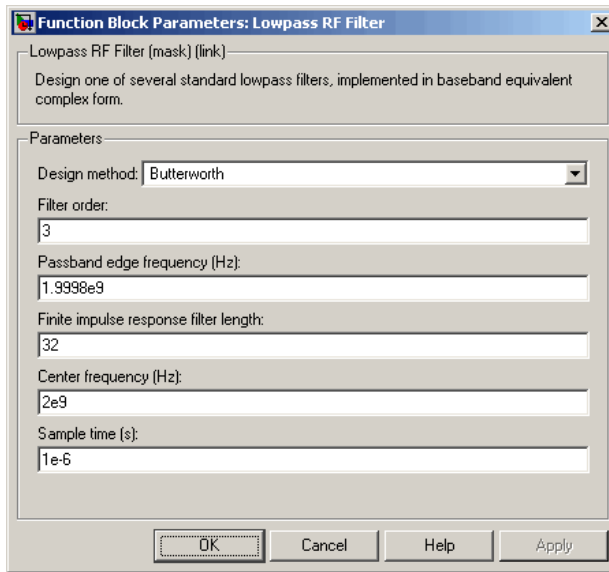 Function Block Parameters: Lowpass RF Filter
Lowpass RF Filter (mask) (link)
Design one of several standard lowpass filters, implemented in baseband equivalent
complex form.
Parameters
Design method: Butterworth
Filter order:
3
Passband edge frequency (Hz):
1.9998e9
Finite impulse response filter length:
32
Center frequency (Hz):
2e9
Sample time (s):
1e-6
OK Cancel Help Apply